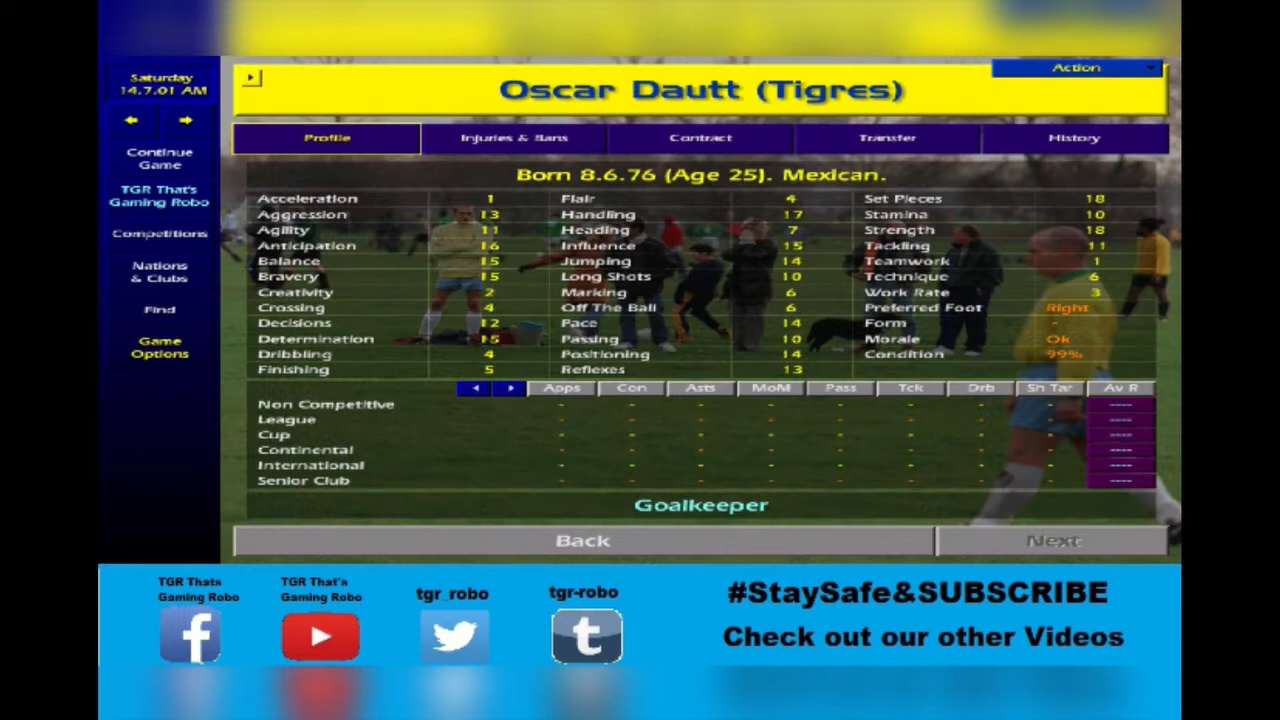 Saturday
14.7.01 AM
Continue
Game
TGR That's
Gaming Robo
Competitions
Nations
& Clubs
Find
Game
Options
Action
Oscar Dautt (Tigres)
Profile Injuries & Bans Contract Transfer History
Born 8.6.76 (Age 25). Mexican.
Acceleration 1 Flair 4 Set Pieces 18
Aggression 13 Handling 17 Stamina 10
Agility 11 Heading 7 Strength 18
Anticipation 16 Influence 15 Tackling 11
Balance 15 Jumping 14 Teamwork 1
Bravery 15 Long Shots 10 Technique 6
Creativity 2 Marking 6 Work Rate 3
Crossing 4 Off The Ball 6 Preferred Foot Right
Decisions 12 Pace 14 Form -
Determination 15 Passing 10 Morale Ok
Dribbling 4 Positioning 14 Condition 99%
Finishing 5 Reflexes 13
Apps Con Asts MoM Pass Tck Drb Sh Tar Av R
Non Competitive - - - - - - - - ----
League - - - - - - - - ----
Cup - - - - - - - - ----
Continental - - - - - - - - ----
International - - - - - - - - ----
Senior Club - - - - - - - - ----
Goalkeeper
Back Next
TGR Thats
Gaming Robo
TGR That's
Gaming Robo
tgr_robo
tgr-robo
#StaySafe&SUBSCRIBE
Check out our other Videos